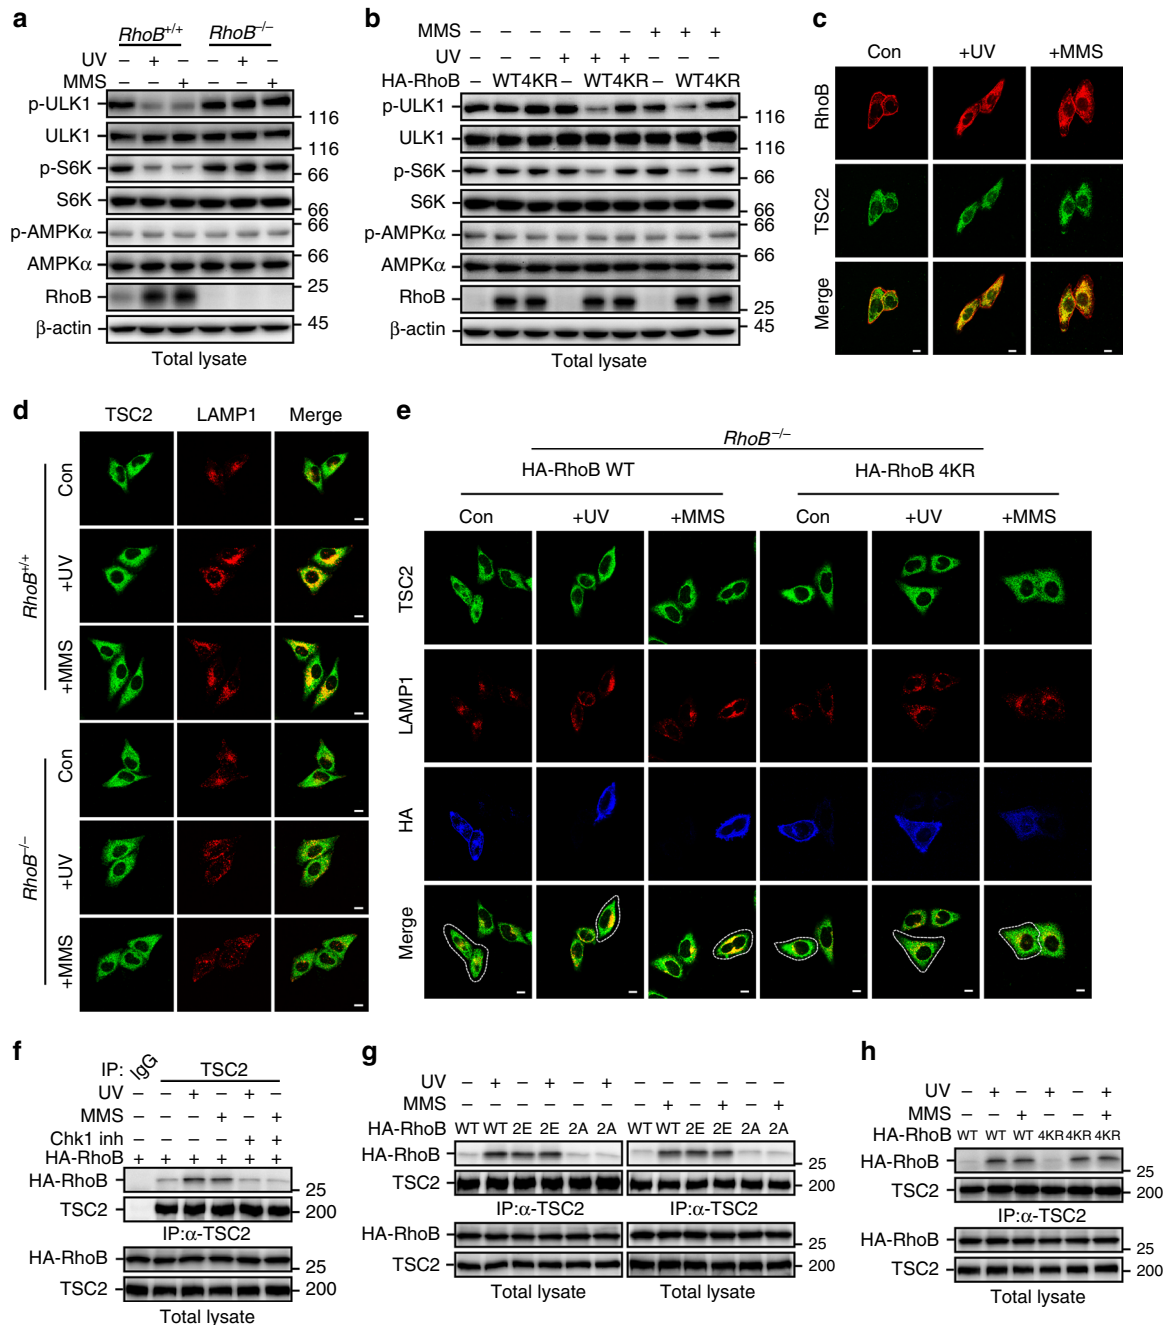 a
RhoB+/+ RhoB−/−
UV − + − − + −
MMS − − + − − +
p-ULK1 116
ULK1 116
p-S6K 66
S6K 66
p-AMPKα 66
AMPKα 66
RhoB 25
β-actin 45
Total lysate
b
MMS − − − − − − + + +
UV − − − + + + − − −
HA-RhoB − WT 4KR − WT 4KR − WT 4KR
p-ULK1 116
ULK1 116
p-S6K 66
S6K 66
p-AMPKα 66
AMPKα 66
RhoB 25
β-actin 45
Total lysate
c
Con +UV +MMS
RhoB
TSC2
Merge
d
TSC2 LAMP1 Merge
RhoB+/+
Con
+UV
+MMS
RhoB−/−
Con
+UV
+MMS
e
RhoB−/−
HA-RhoB WT HA-RhoB 4KR
Con +UV +MMS Con +UV +MMS
TSC2
LAMP1
HA
Merge
f
IP: IgG TSC2
UV − − + − + −
MMS − − − + − +
Chk1 inh − − − − + +
HA-RhoB + + + + + +
HA-RhoB 25
TSC2 200
IP:α-TSC2
HA-RhoB 25
TSC2 200
Total lysate
g
UV − + − + − + − − − − − −
MMS − − − − − − − + − + − +
HA-RhoB WT WT 2E 2E 2A 2A WT WT 2E 2E 2A 2A
HA-RhoB 25
TSC2 200
IP:α-TSC2 IP:α-TSC2
HA-RhoB 25
TSC2 200
Total lysate Total lysate
h
UV − + − − − +
MMS − − + − − +
HA-RhoB WT WT WT 4KR 4KR 4KR
HA-RhoB 25
TSC2 200
IP:α-TSC2
HA-RhoB 25
TSC2 200
Total lysate